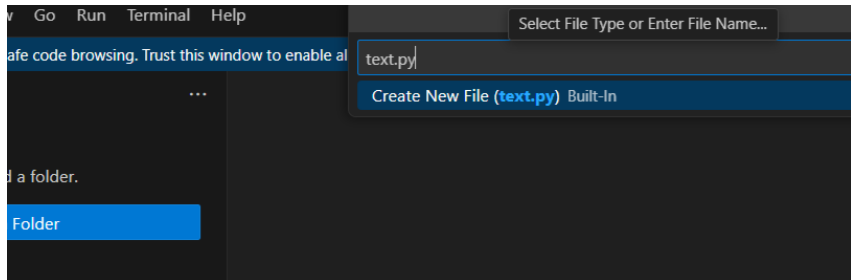 Go Run Terminal Help
Select File Type or Enter File Name...
afe code browsing. Trust this window to enable al
text.py
...
Create New File (text.py) Built-In
d a folder.
Folder